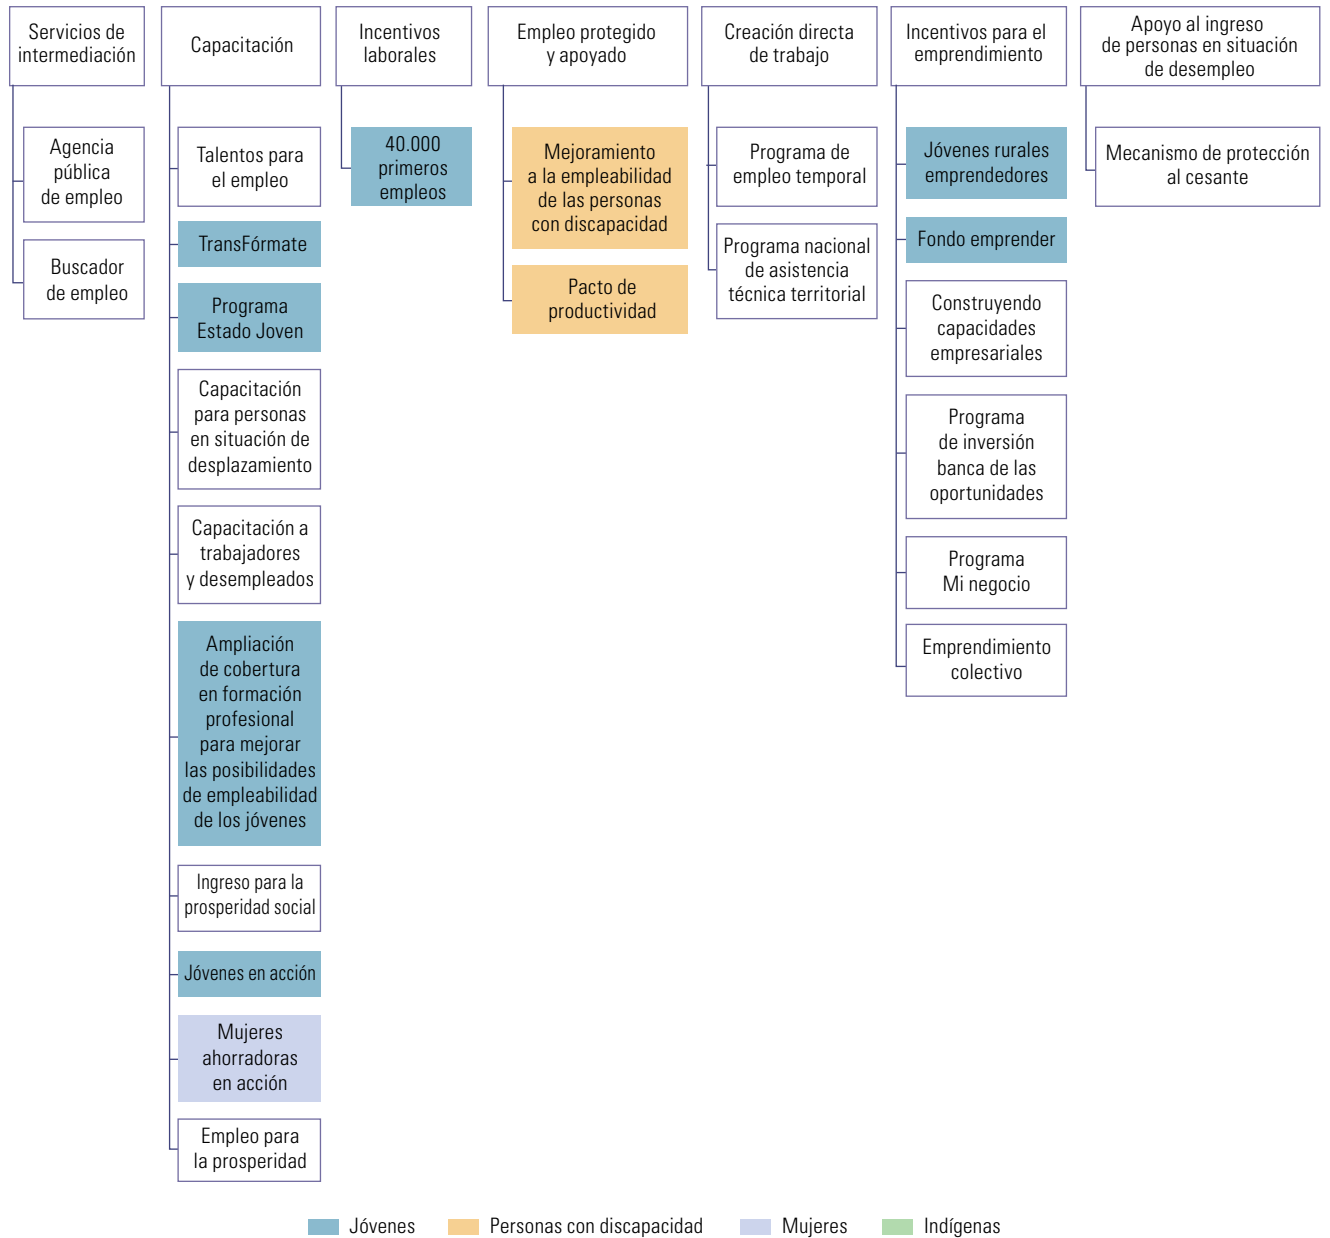 Servicios de
intermediación
Agencia
pública
de empleo
Buscador
de empleo
Capacitación
Talentos para
el empleo
TransFórmate
Programa
Estado Joven
Capacitación
para personas
en situación de
desplazamiento
Capacitación a
trabajadores
y desempleados
Ampliación
de cobertura
en formación
profesional
para mejorar
las posibilidades
de empleabilidad
de los jóvenes
Ingreso para la
prosperidad social
Jóvenes en acción
Mujeres
ahorradoras
en acción
Empleo para
la prosperidad
Incentivos
laborales
40.000
primeros
empleos
Empleo protegido
y apoyado
Mejoramiento
a la empleabilidad
de las personas
con discapacidad
Pacto de
productividad
Creación directa
de trabajo
Programa de
empleo temporal
Programa nacional
de asistencia
técnica territorial
Incentivos para el
emprendimiento
Jóvenes rurales
emprendedores
Fondo emprender
Construyendo
capacidades
empresariales
Programa
de inversión
banca de las
oportunidades
Programa
Mi negocio
Emprendimiento
colectivo
Apoyo al ingreso
de personas en situación
de desempleo
Mecanismo de protección
al cesante
Jóvenes
Personas con discapacidad
Mujeres
Indígenas